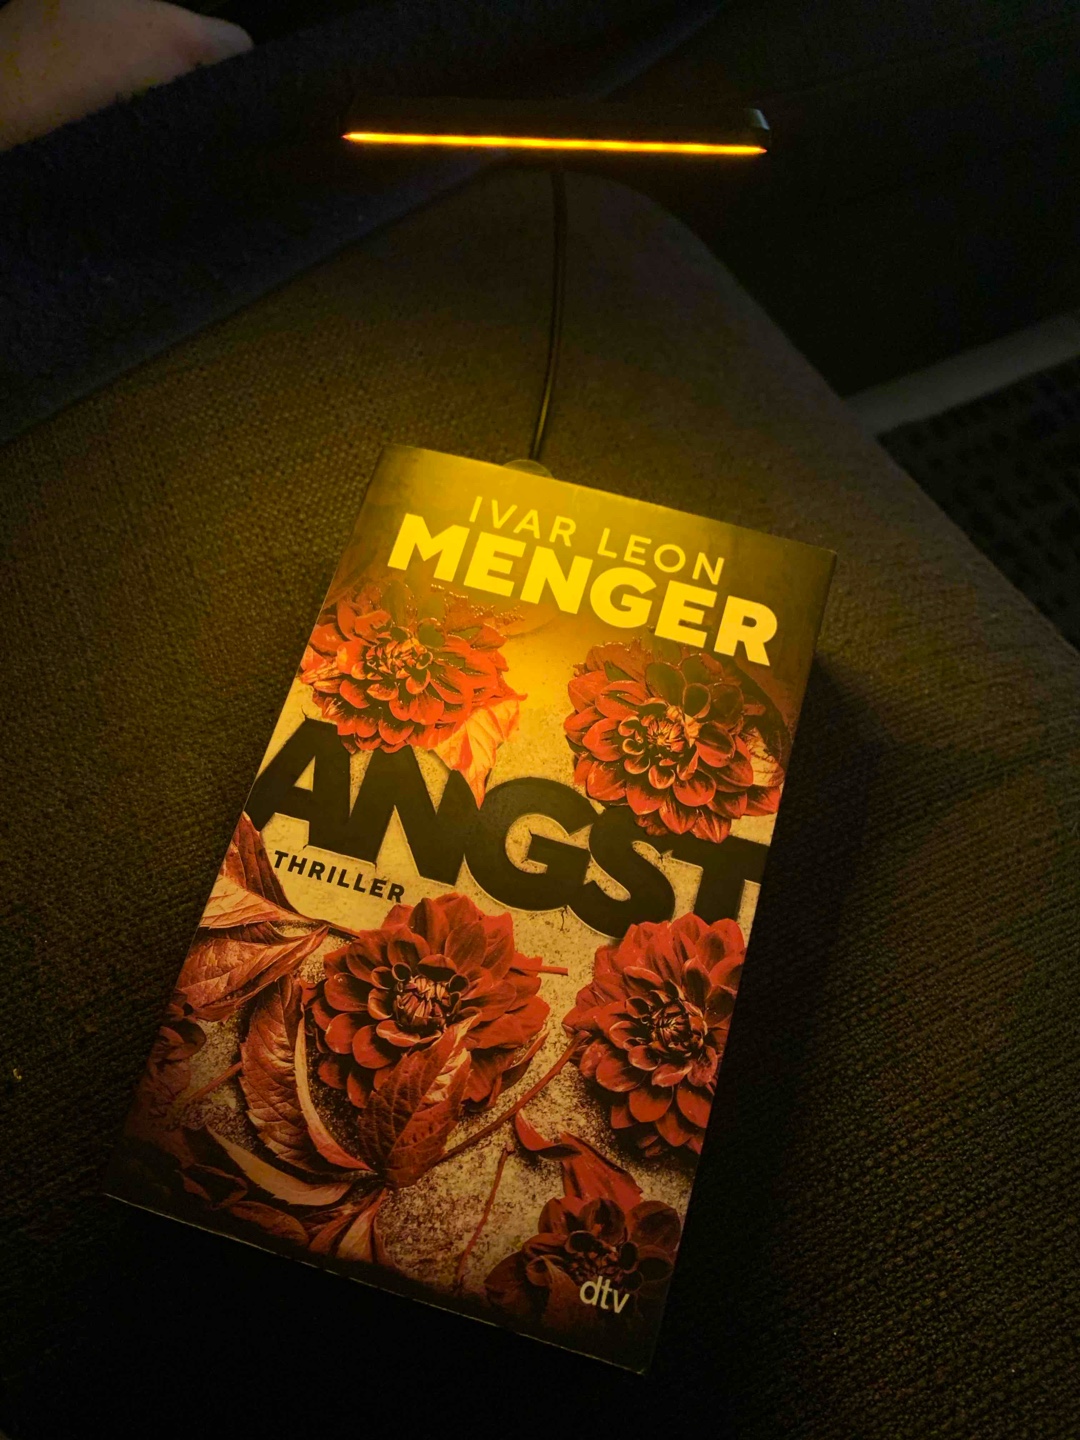 IVAR LEON
MENGER
ANGST
THRILLER
dtv